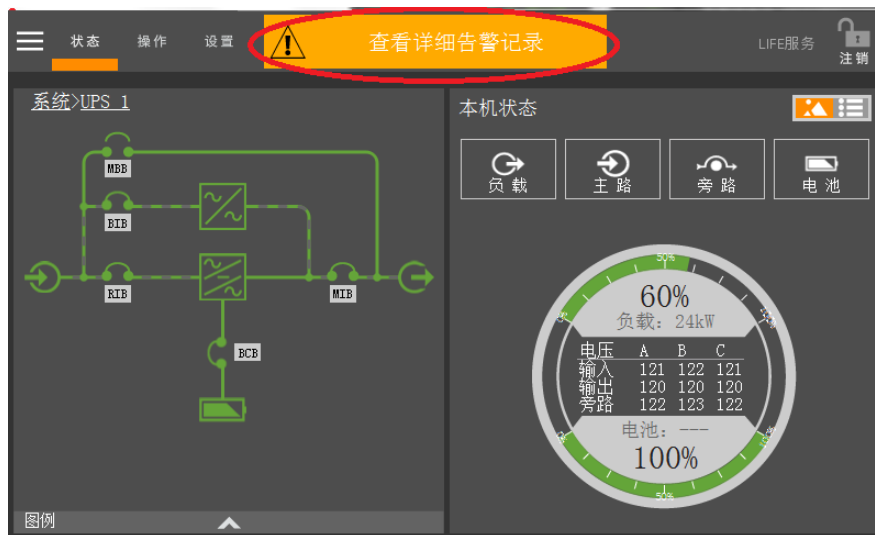 状态 操作 设置 查看详细告警记录 LIFE服务 注销
系统>UPS 1
MBB
BIB
RIB
MIB
BCB
图例
本机状态
负载 主路 旁路 电池
50%
60%
负载: 24kW
电压 A B C
输入 121 122 121
输出 120 120 120
旁路 122 123 122
电池: ---
100%
50%